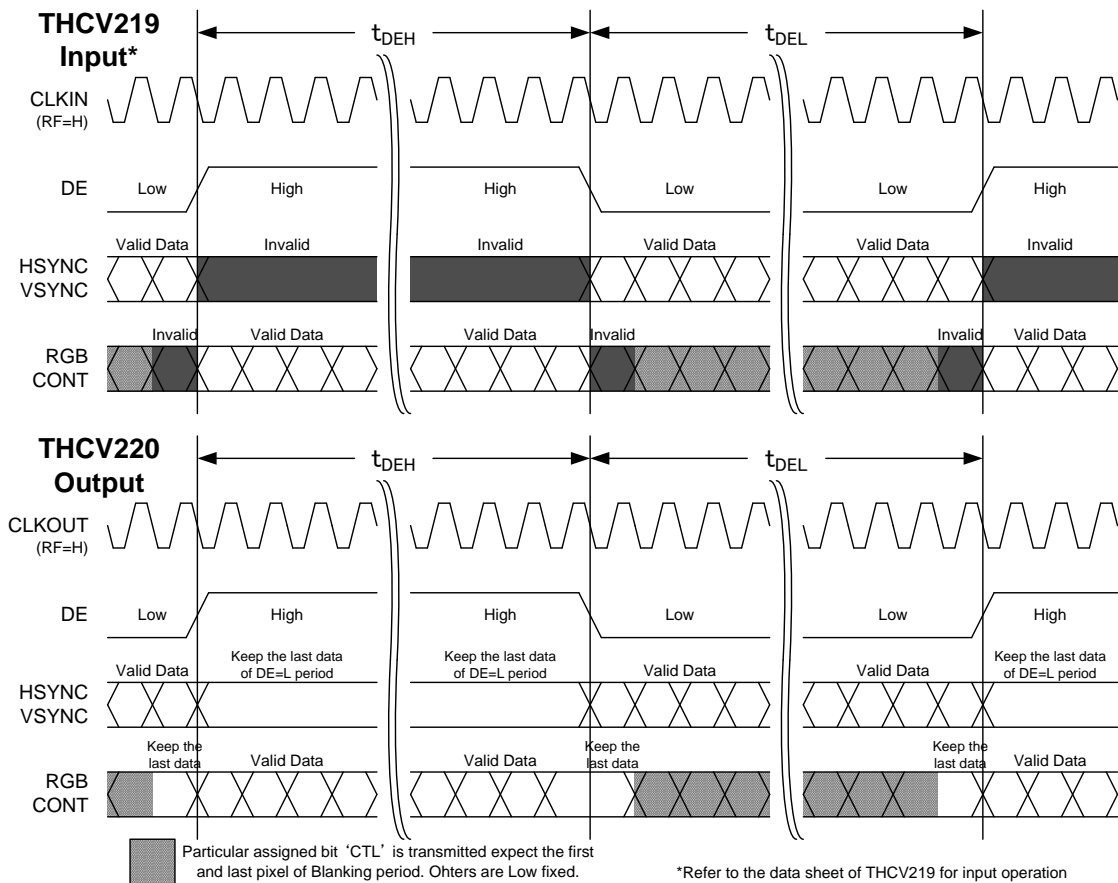 THCV219
Input*
tDEH
tDEL
CLKIN
(RF=H)
DE
Low
High
High
Low
Low
High
Valid Data
Invalid
Invalid
Valid Data
Valid Data
Invalid
HSYNC
VSYNC
Invalid
Valid Data
Valid Data
Invalid
Invalid
Valid Data
RGB
CONT
THCV220
Output
tDEH
tDEL
CLKOUT
(RF=H)
DE
Low
High
High
Low
Low
High
Valid Data
Keep the last data
of DE=L period
Keep the last data
of DE=L period
Valid Data
Valid Data
Keep the last data
of DE=L period
HSYNC
VSYNC
Keep the
last data
Valid Data
Valid Data
Keep the
last data
Keep the
last data
Valid Data
RGB
CONT
Particular assigned bit ‘CTL’ is transmitted expect the first
and last pixel of Blanking period. Ohters are Low fixed.
*Refer to the data sheet of THCV219 for input operation